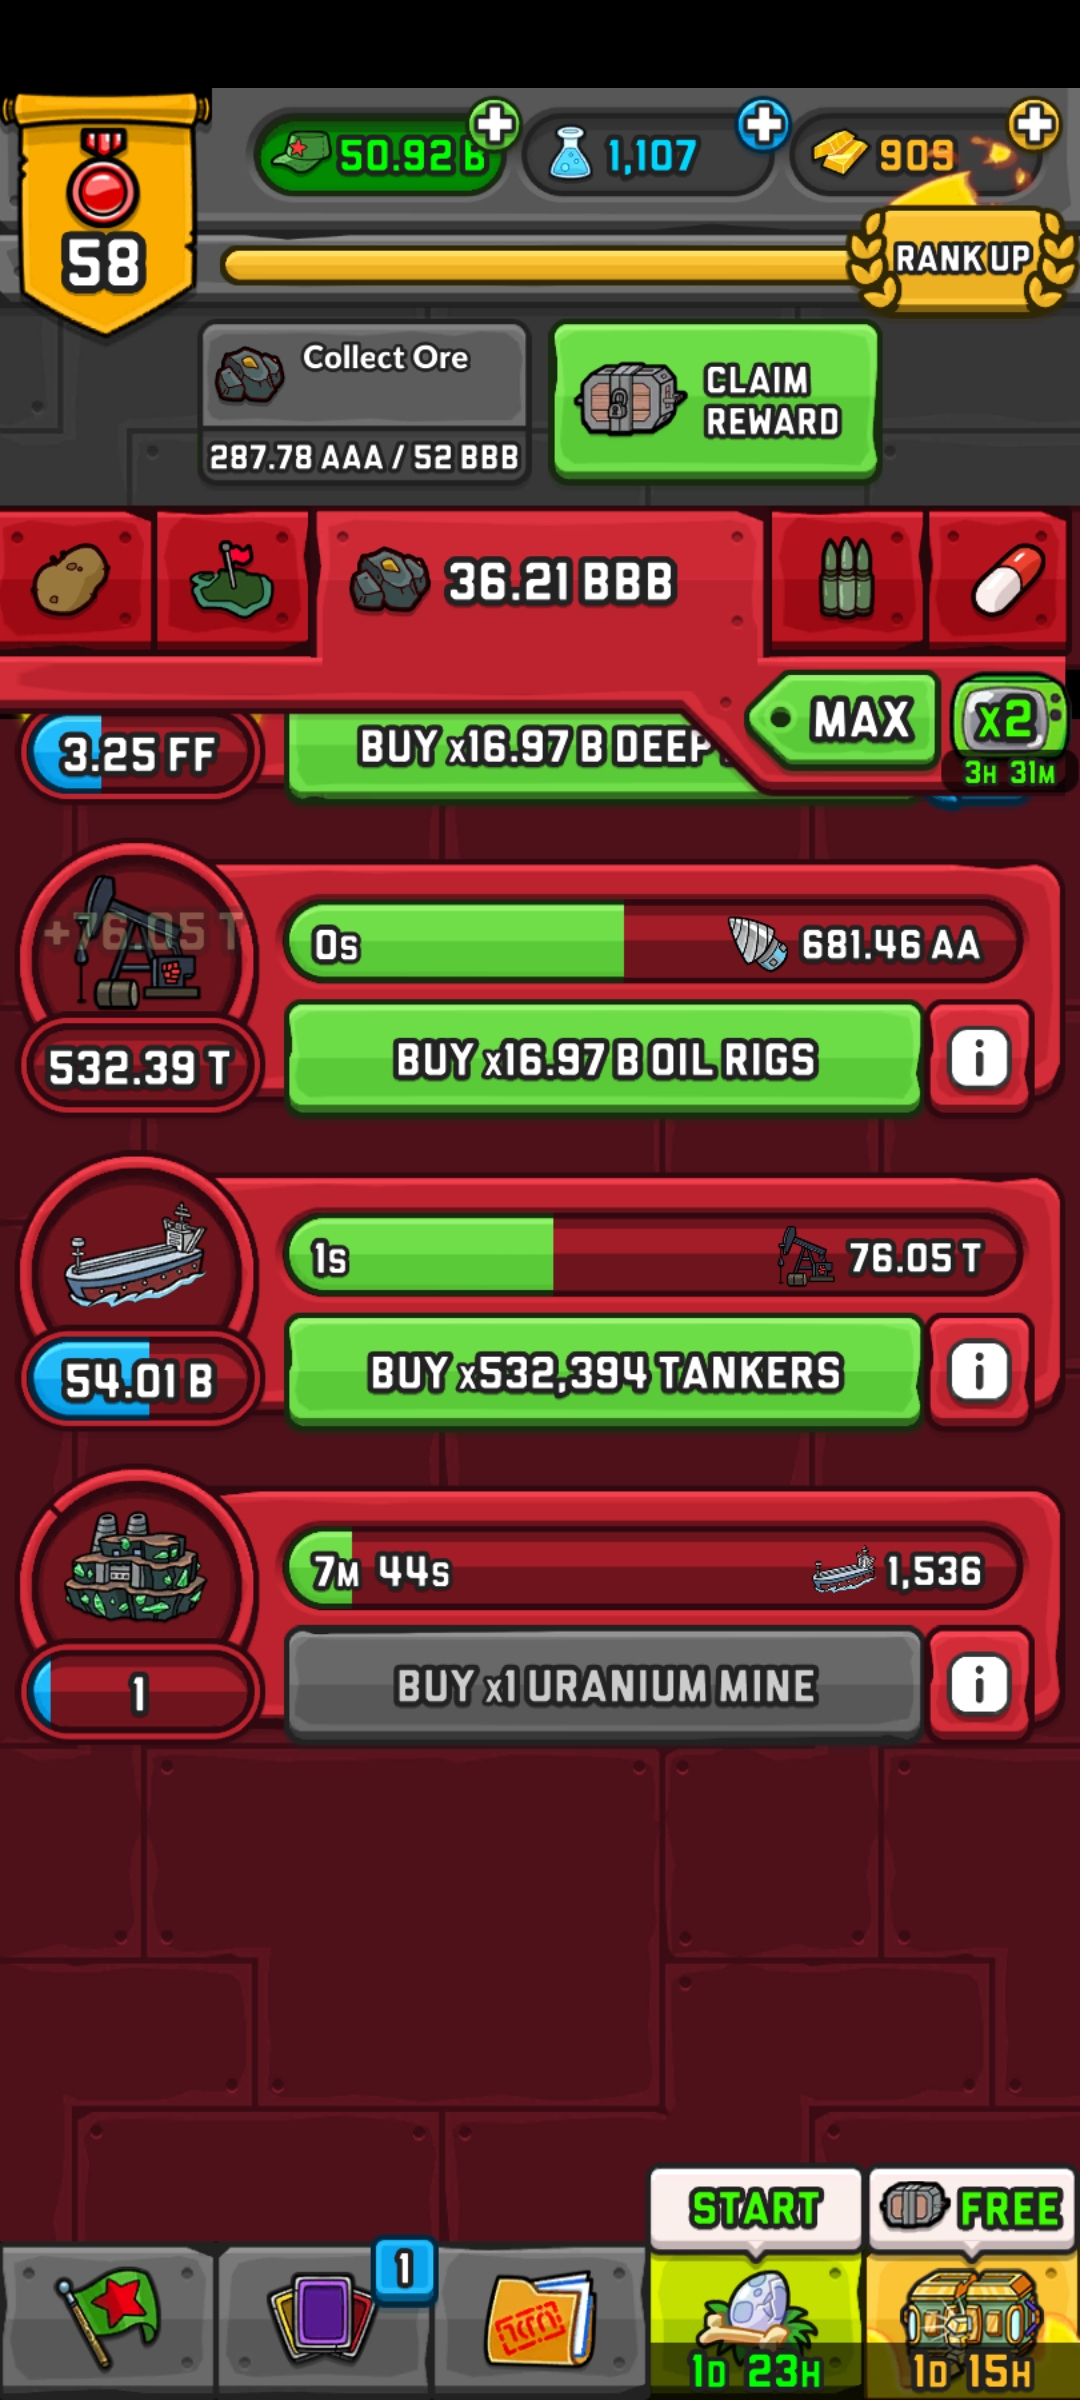 50.92 B
1,107
909
58
RANK UP
Collect Ore
287.78 AAA / 52 BBB
CLAIM
REWARD
36.21 BBB
MAX
x2
3H 31M
3.25 FF
BUY x16.97 B DEEP
+76.05 T
0s
681.46 AA
532.39 T
BUY x16.97 B OIL RIGS
i
1s
76.05 T
54.01 B
BUY x532,394 TANKERS
i
7M 44s
1,536
1
BUY x1 URANIUM MINE
i
START
FREE
1
1D 23H
1D 15H